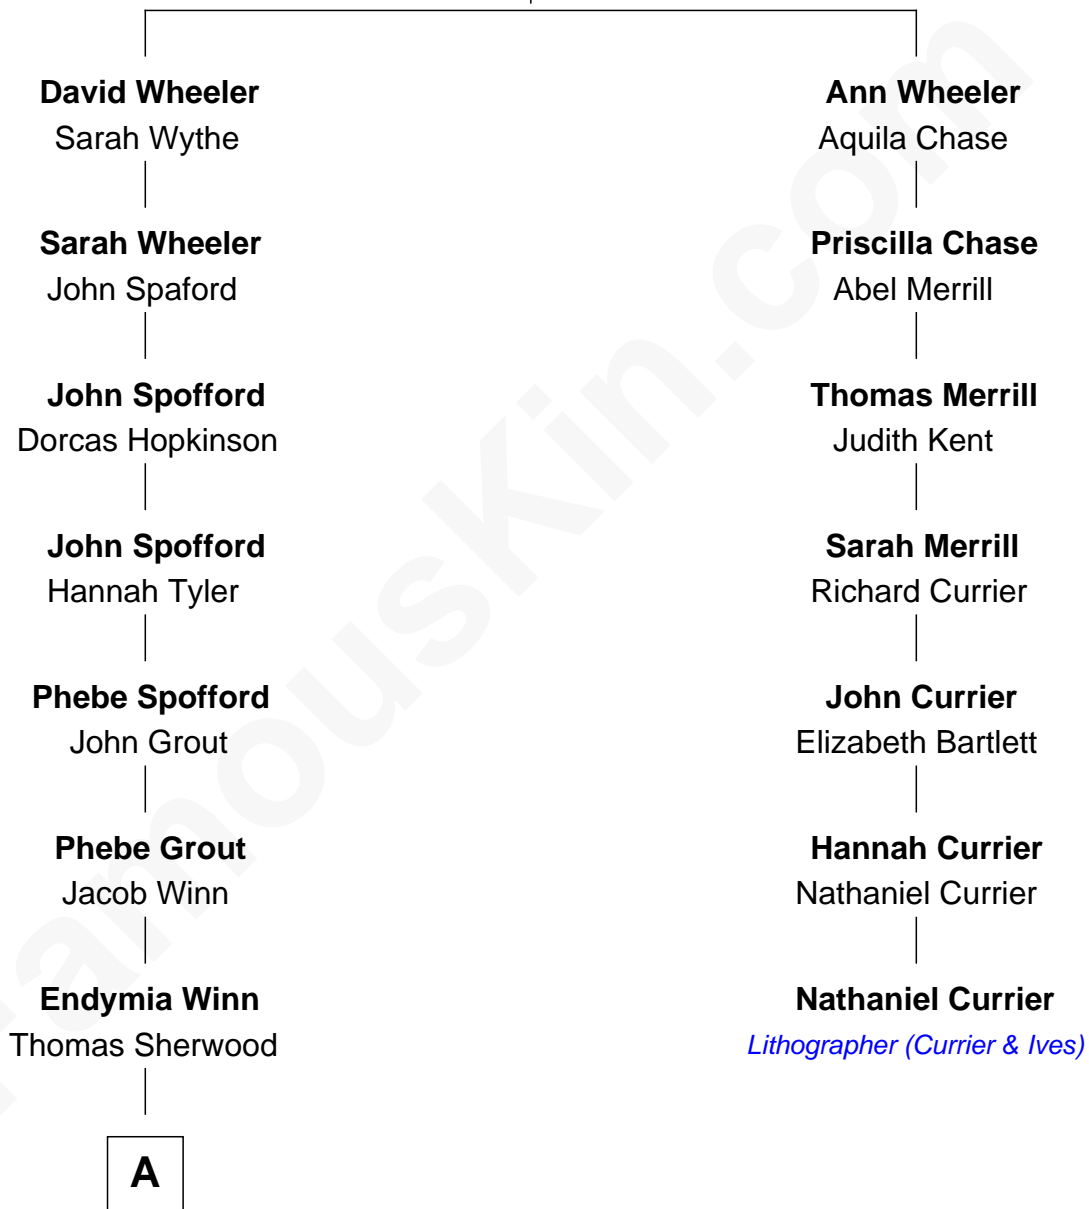 David Wheeler
Sarah Wythe
Sarah Wheeler
John Spaford
John Spofford
Dorcas Hopkinson
John Spofford
Hannah Tyler
Phebe Spofford
John Grout
Phebe Grout
Jacob Winn
Endymia Winn
Thomas Sherwood
A
Ann Wheeler
Aquila Chase
Priscilla Chase
Abel Merrill
Thomas Merrill
Judith Kent
Sarah Merrill
Richard Currier
John Currier
Elizabeth Bartlett
Hannah Currier
Nathaniel Currier
Nathaniel Currier
Lithographer (Currier & Ives)
FamousKin.com